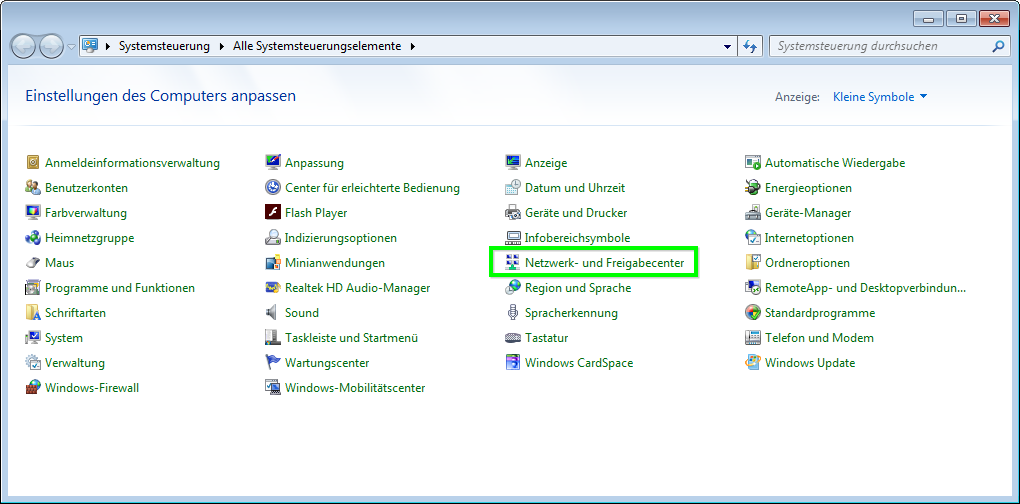 Systemsteuerung Alle Systemsteuerungselemente Systemsteuerung durchsuchen
Einstellungen des Computers anpassen Anzeige: Kleine Symbole
Anmeldeinformationsverwaltung Anpassung Anzeige Automatische Wiedergabe
Benutzerkonten Center für erleichterte Bedienung Datum und Uhrzeit Energieoptionen
Farbverwaltung Flash Player Geräte und Drucker Geräte-Manager
Heimnetzgruppe Indizierungsoptionen Infobereichsymbole Internetoptionen
Maus Minianwendungen Netzwerk- und Freigabecenter Ordneroptionen
Programme und Funktionen Realtek HD Audio-Manager Region und Sprache RemoteApp- und Desktopverbindun...
Schriftarten Sound Spracherkennung Standardprogramme
System Taskleiste und Startmenü Tastatur Telefon und Modem
Verwaltung Wartungscenter Windows CardSpace Windows Update
Windows-Firewall Windows-Mobilitätscenter